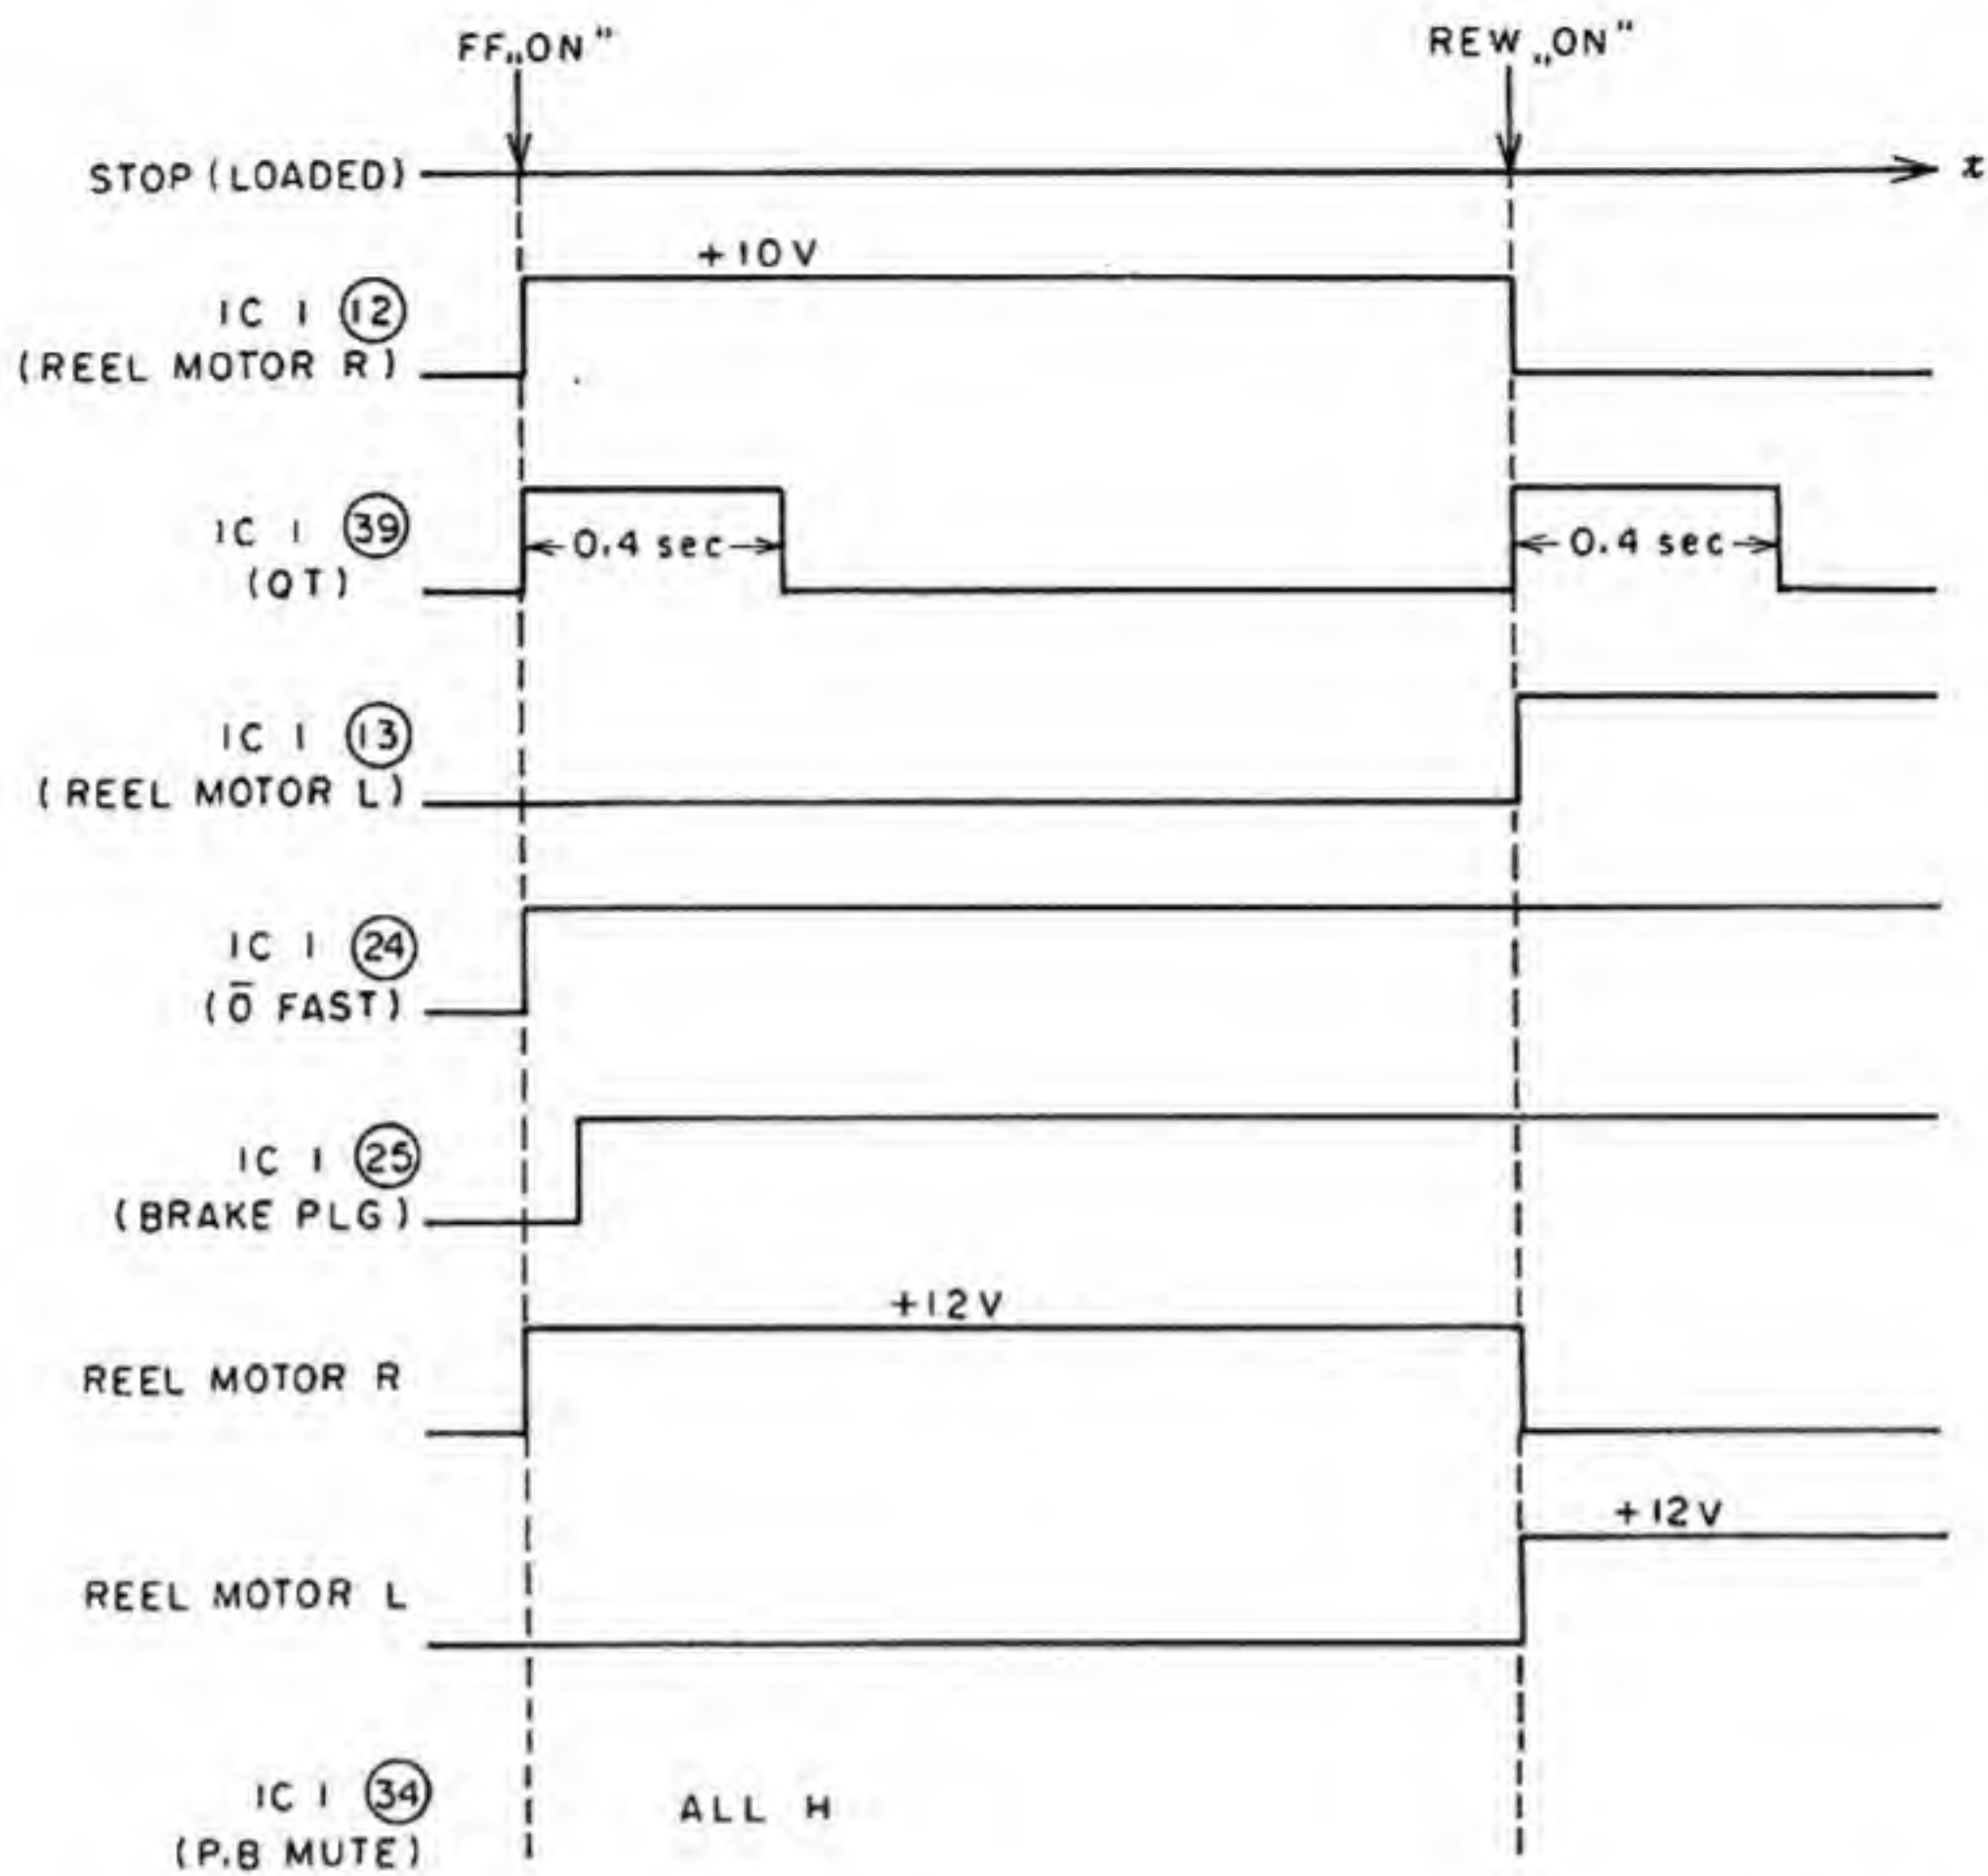 FF„ON"
REW „ON"
STOP (LOADED)
t
+10V
IC 1 12
(REEL MOTOR R)
IC 1 39
(QT)
0.4 sec
0.4 sec
IC 1 13
(REEL MOTOR L)
IC 1 24
(Ō FAST)
IC 1 25
(BRAKE PLG)
+12V
REEL MOTOR R
+12V
REEL MOTOR L
IC 1 34
(P.B MUTE)
ALL H